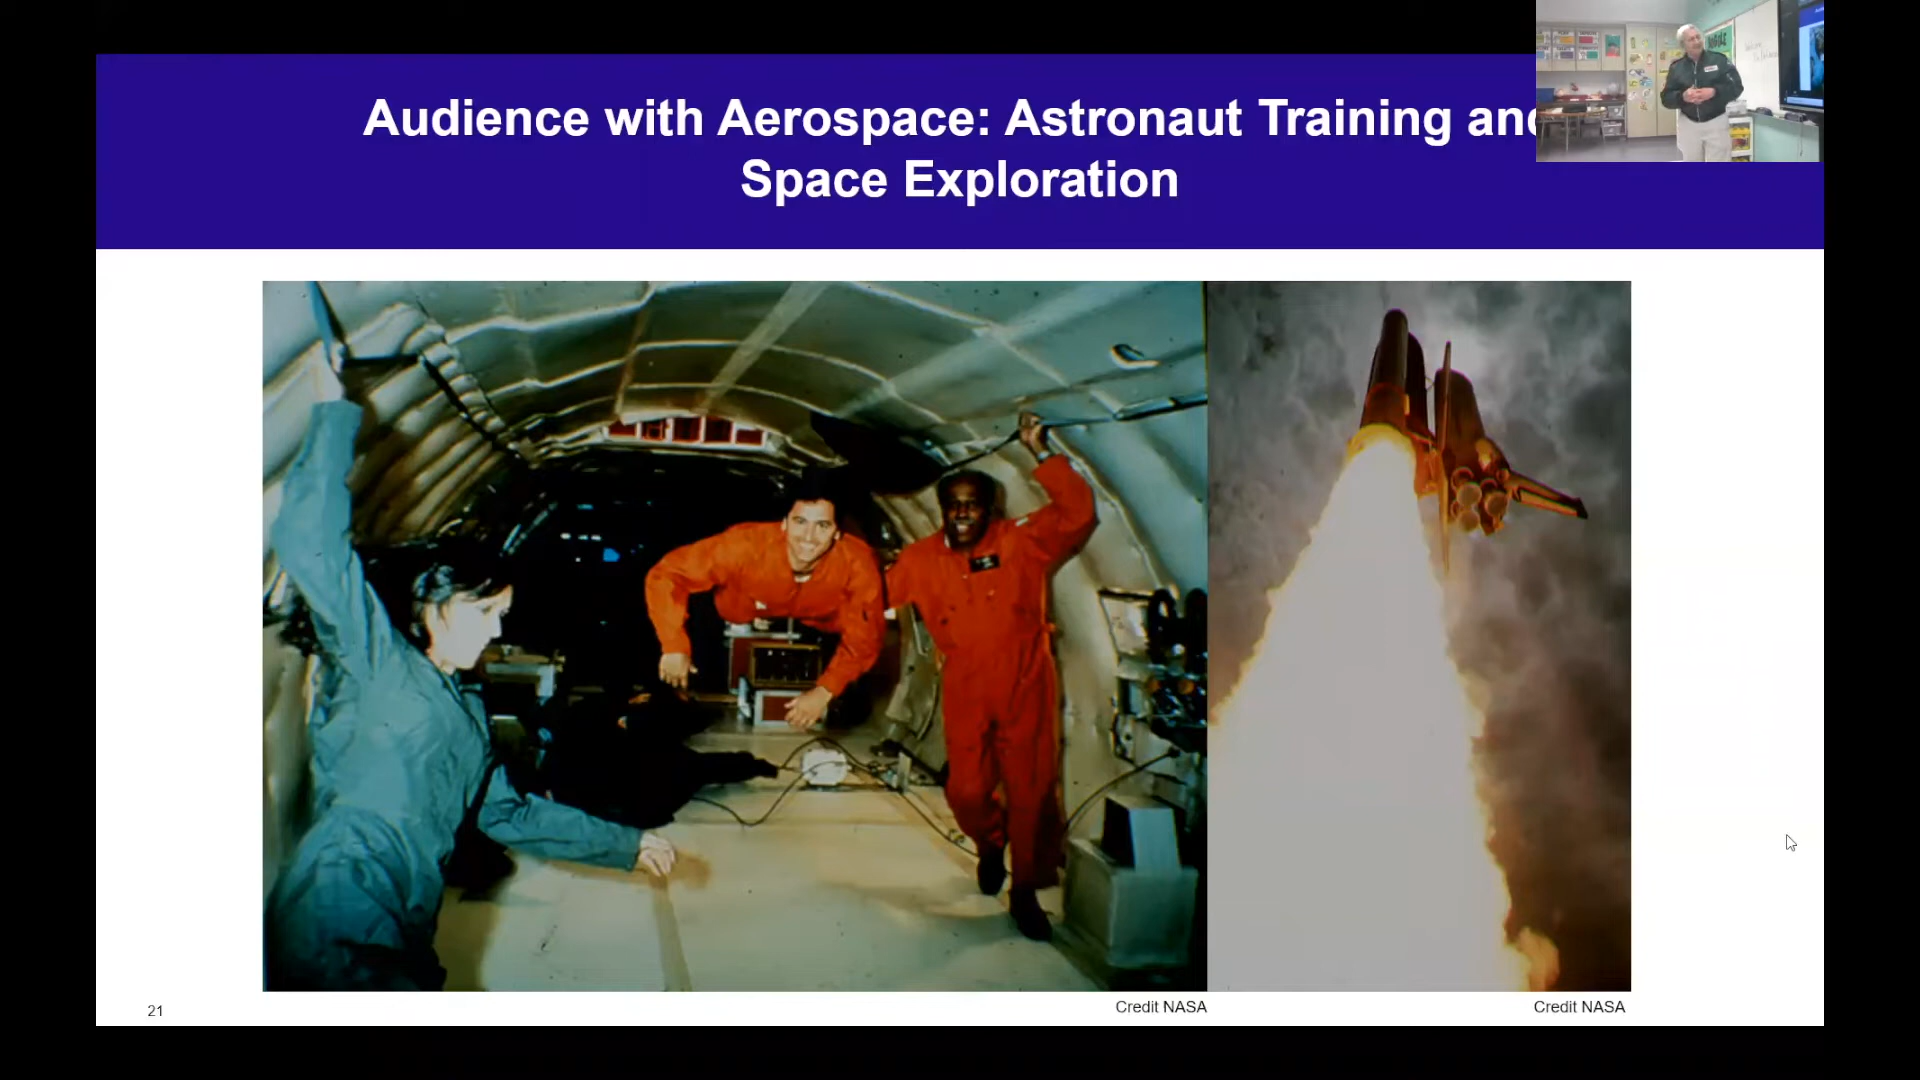 Audience with Aerospace: Astronaut Training and
Space Exploration
Credit NASA
Credit NASA
21